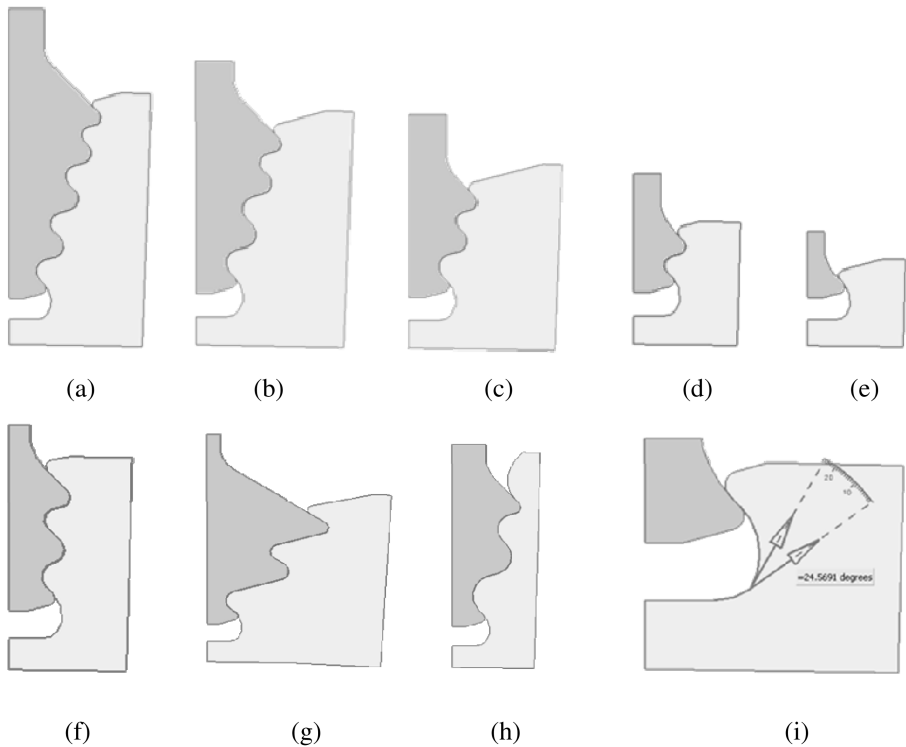 (a) (b) (c) (d) (e)
20
10
=24.5691 degrees
(f) (g) (h) (i)